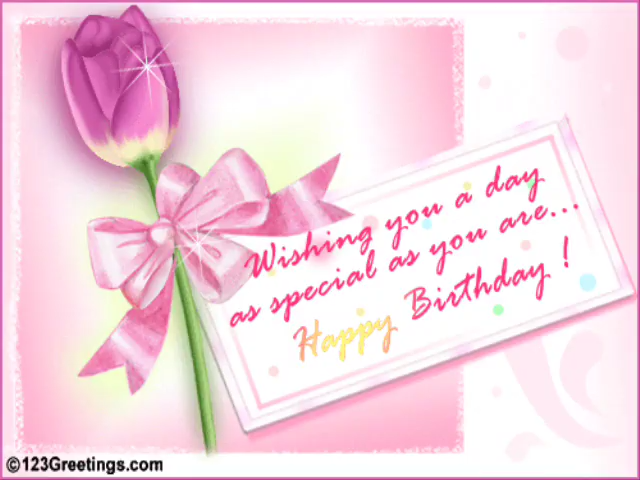 Wishing you a day
as special as you are...
Happy Birthday !
©123Greetings.com